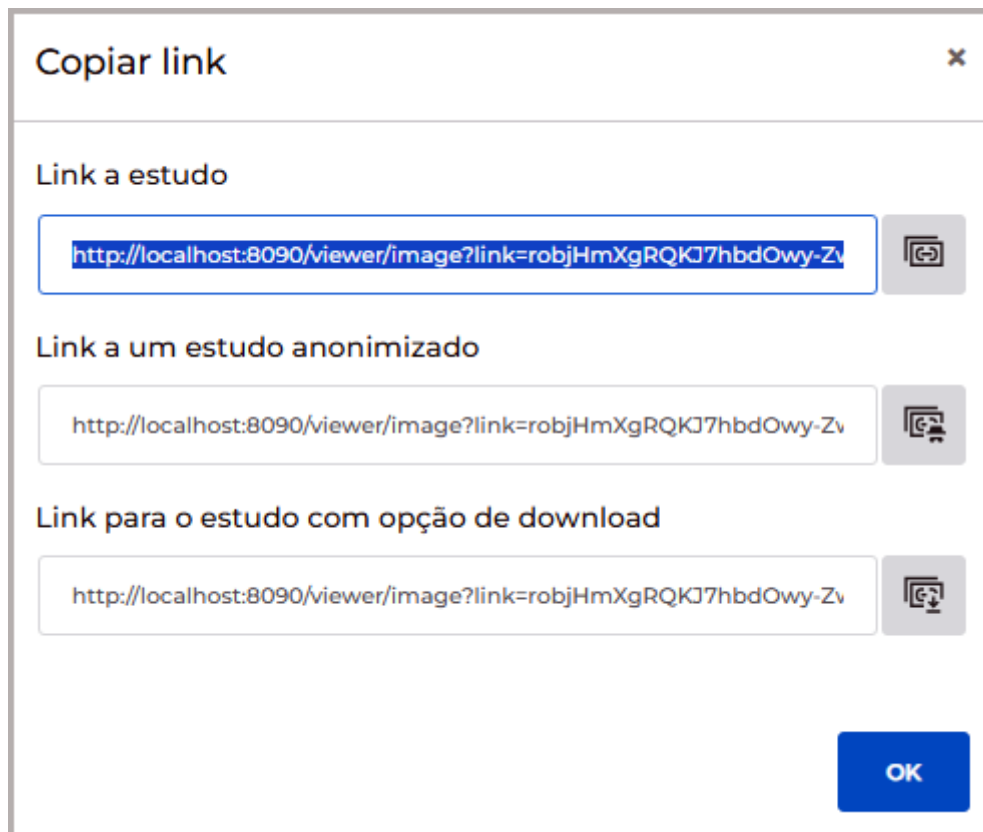 Copiar link
Link a estudo
http://localhost:8090/viewer/image?link=robjHmXgRQKJ7hbdOwy-Zv
Link a um estudo anonimizado
http://localhost:8090/viewer/image?link=robjHmXgRQKJ7hbdOwy-Zv
Link para o estudo com opção de download
http://localhost:8090/viewer/image?link=robjHmXgRQKJ7hbdOwy-Zv
OK